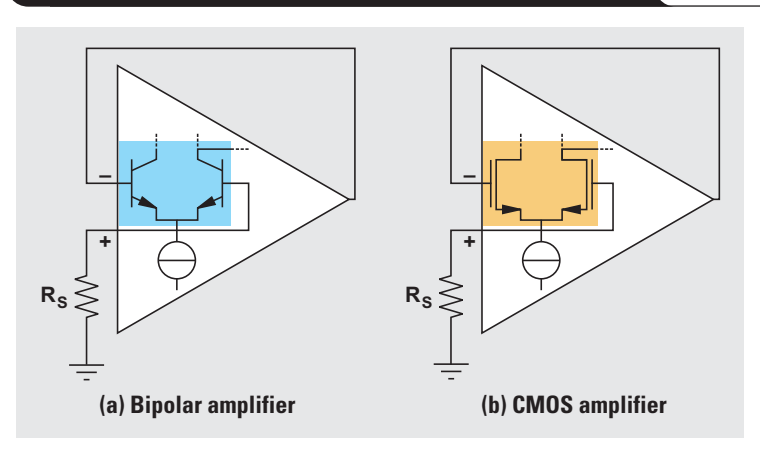 −
+
R_S
(a) Bipolar amplifier
−
+
R_S
(b) CMOS amplifier